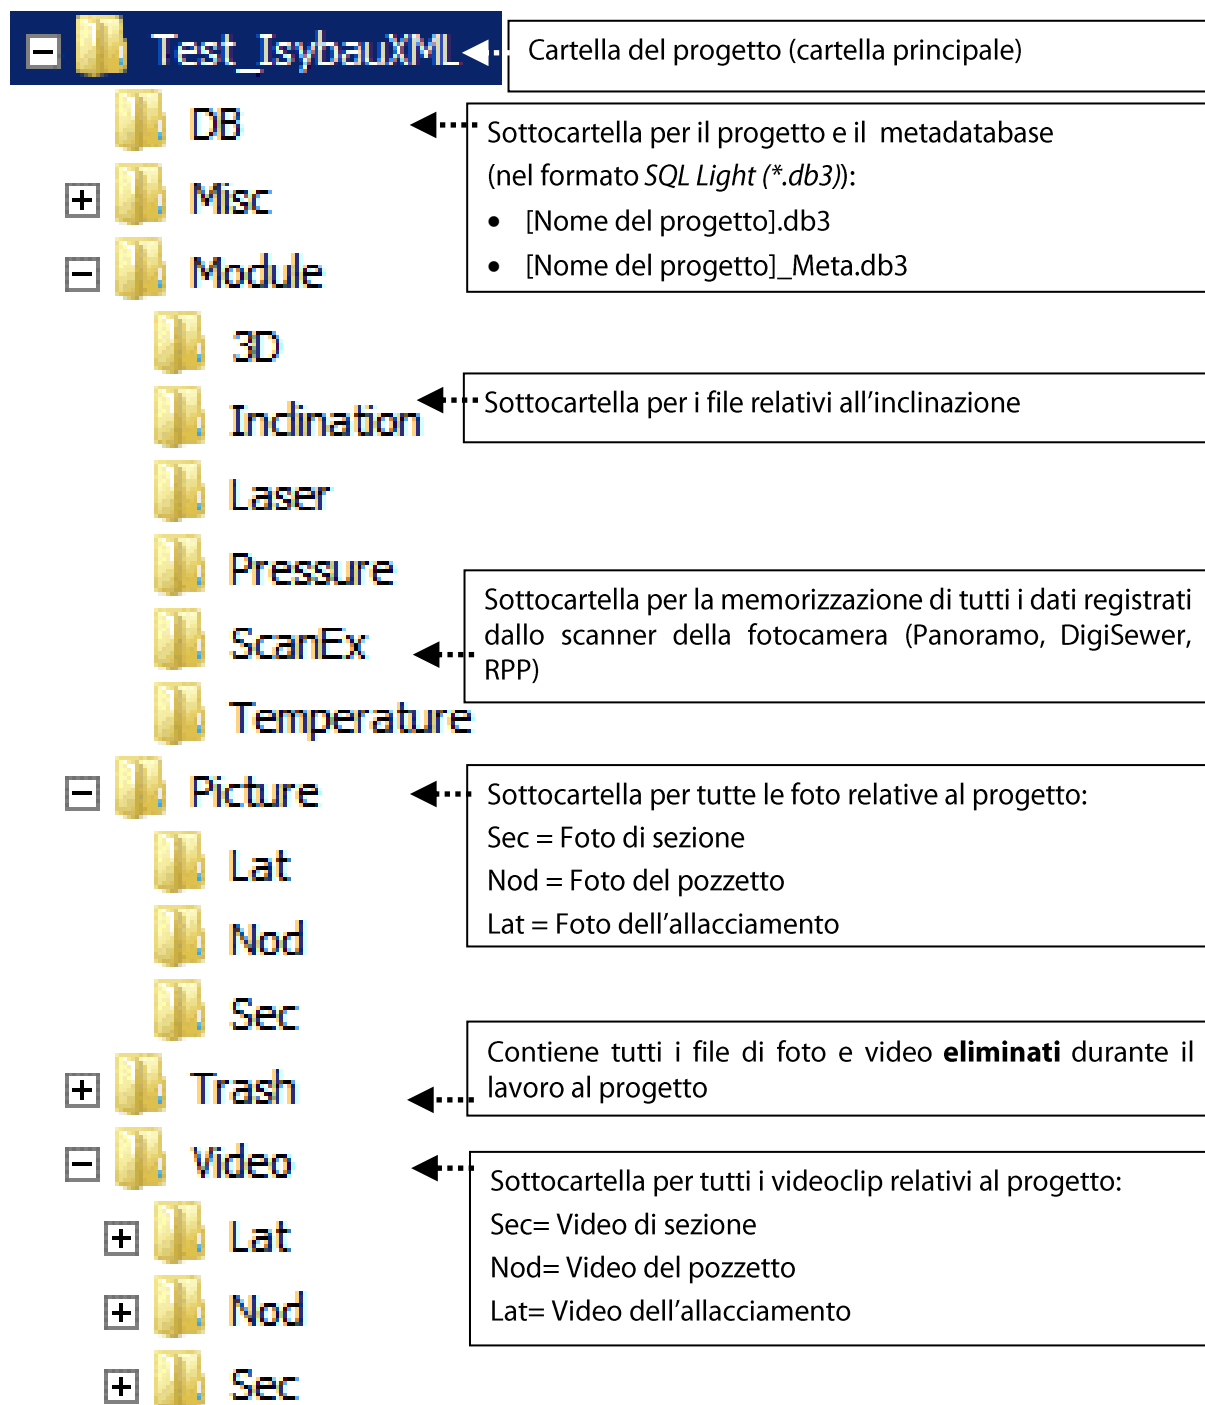 Test_IsybauXML
Cartella del progetto (cartella principale)
DB
Sottocartella per il progetto e il metadatabase
(nel formato SQL Light (*.db3)):
• [Nome del progetto].db3
• [Nome del progetto]_Meta.db3
Misc
Module
3D
Inclination
Sottocartella per i file relativi all'inclinazione
Laser
Pressure
ScanEx
Sottocartella per la memorizzazione di tutti i dati registrati
dallo scanner della fotocamera (Panoramo, DigiSewer,
RPP)
Temperature
Picture
Sottocartella per tutte le foto relative al progetto:
Sec = Foto di sezione
Nod = Foto del pozzetto
Lat = Foto dell'allacciamento
Lat
Nod
Sec
Trash
Contiene tutti i file di foto e video eliminati durante il
lavoro al progetto
Video
Sottocartella per tutti i videoclip relativi al progetto:
Sec= Video di sezione
Nod= Video del pozzetto
Lat= Video dell'allacciamento
Lat
Nod
Sec